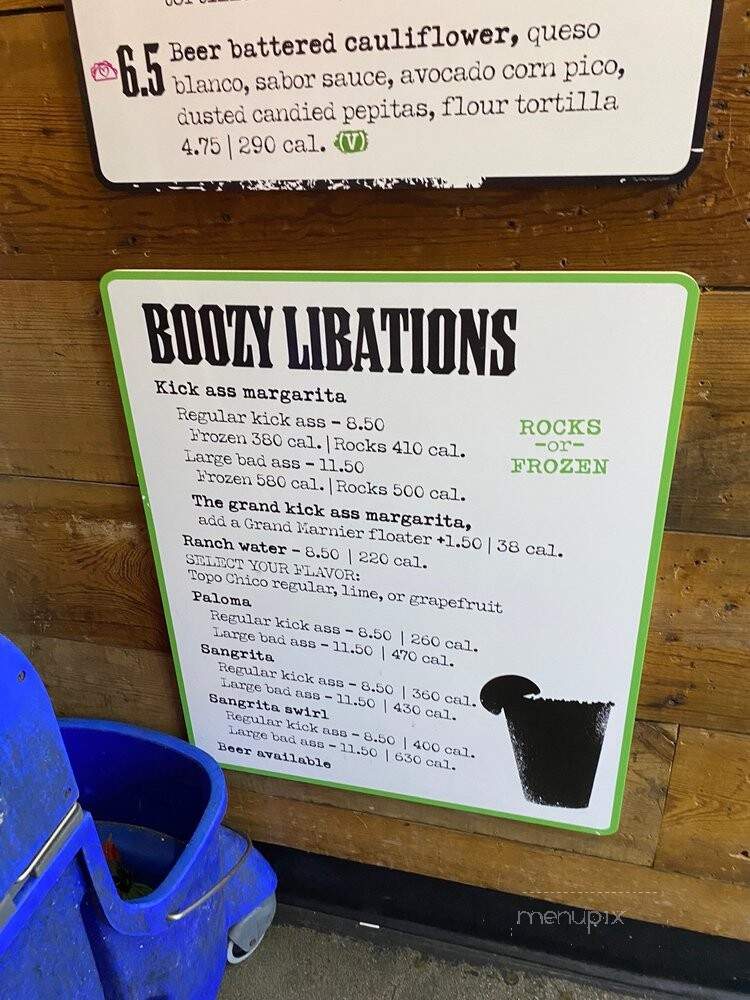 6.5 Beer battered cauliflower, queso
blanco, sabor sauce, avocado corn pico,
dusted candied pepitas, flour tortilla
4.75 | 290 cal. (V)
BOOZY LIBATIONS
Kick ass margarita
Regular kick ass – 8.50
Frozen 380 cal. | Rocks 410 cal.
Large bad ass – 11.50
Frozen 580 cal. | Rocks 500 cal.
ROCKS
-or-
FROZEN
The grand kick ass margarita,
add a Grand Marnier floater +1.50 | 38 cal.
Ranch water – 8.50 | 220 cal.
SELECT YOUR FLAVOR:
Topo Chico regular, lime, or grapefruit
Paloma
Regular kick ass – 8.50 | 260 cal.
Large bad ass – 11.50 | 470 cal.
Sangrita
Regular kick ass – 8.50 | 360 cal.
Large bad ass – 11.50 | 430 cal.
Sangrita swirl
Regular kick ass – 8.50 | 400 cal.
Large bad ass – 11.50 | 630 cal.
Beer available
menupix